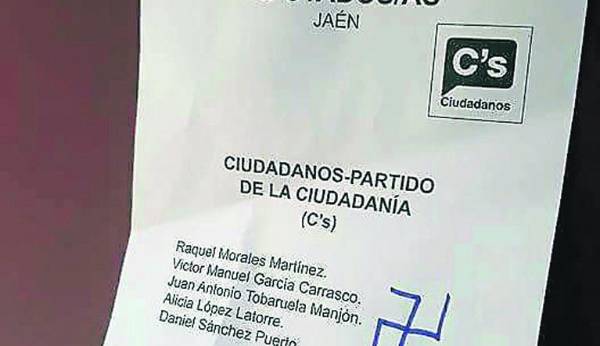 JAÉN
C's
Ciudadanos
CIUDADANOS-PARTIDO
DE LA CIUDADANÍA
(C's)
Raquel Morales Martínez.
Victor Manuel García Carrasco.
Juan Antonio Tobaruela Manjón.
Alicia López Latorre.
Daniel Sánchez Puerto.